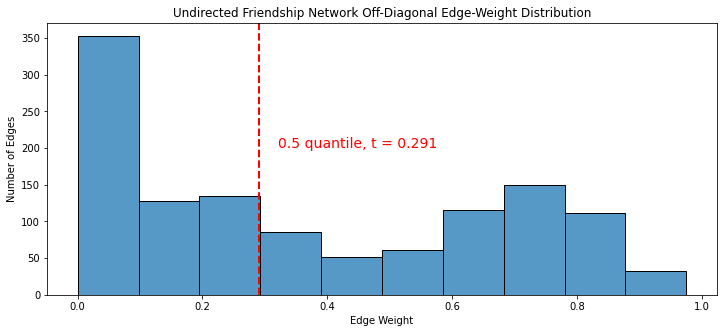 Undirected Friendship Network Off-Diagonal Edge-Weight Distribution
350
300
250
200
150
100
50
0
Number of Edges
0.5 quantile, t = 0.291
0.0 0.2 0.4 0.6 0.8 1.0
Edge Weight